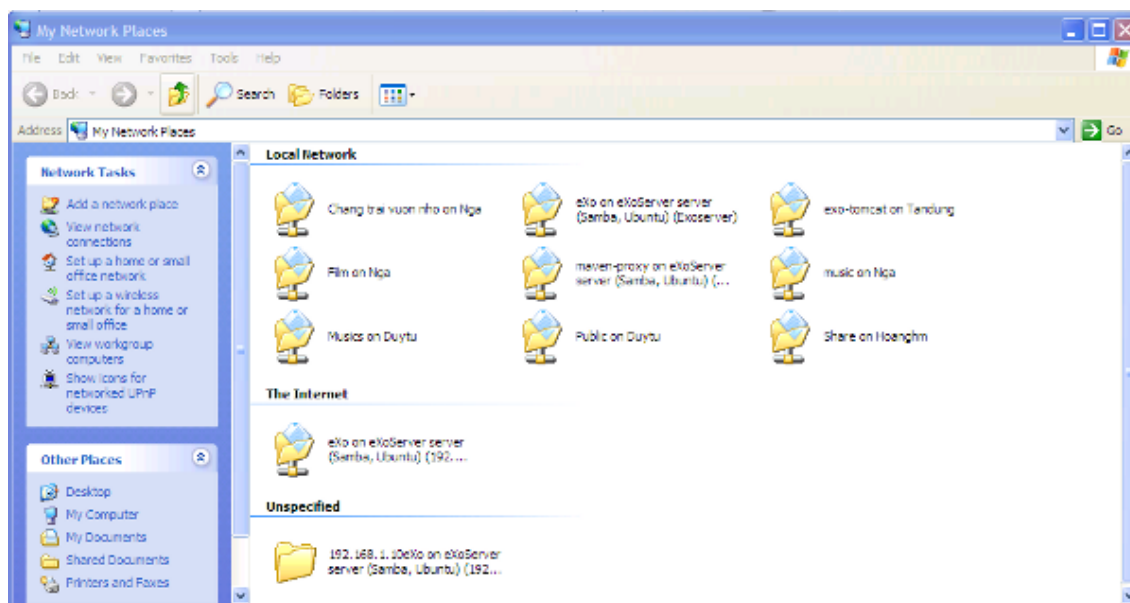 My Network Places
File Edit View Favorites Tools Help
Back Search Folders
Address My Network Places Go
Network Tasks
Add a network place
View network
connections
Set up a home or small
office network
Set up a wireless
network for a home or
small office
View workgroup
computers
Show icons for
networked UPnP
devices
Other Places
Desktop
My Computer
My Documents
Shared Documents
Printers and Faxes
Local Network
Chang trai vuon nho on Nga
eXo on eXoServer server
(Samba, Ubuntu) (Exoserver)
exo-tomcat on Tandung
Film on Nga
maven-proxy on eXoServer
server (Samba, Ubuntu) (...
music on Nga
Musics on Duytu
Public on Duytu
Share on Hoanghm
The Internet
eXo on eXoServer server
(Samba, Ubuntu) (192....
Unspecified
192.168.1.10eXo on eXoServer
server (Samba, Ubuntu) (192...